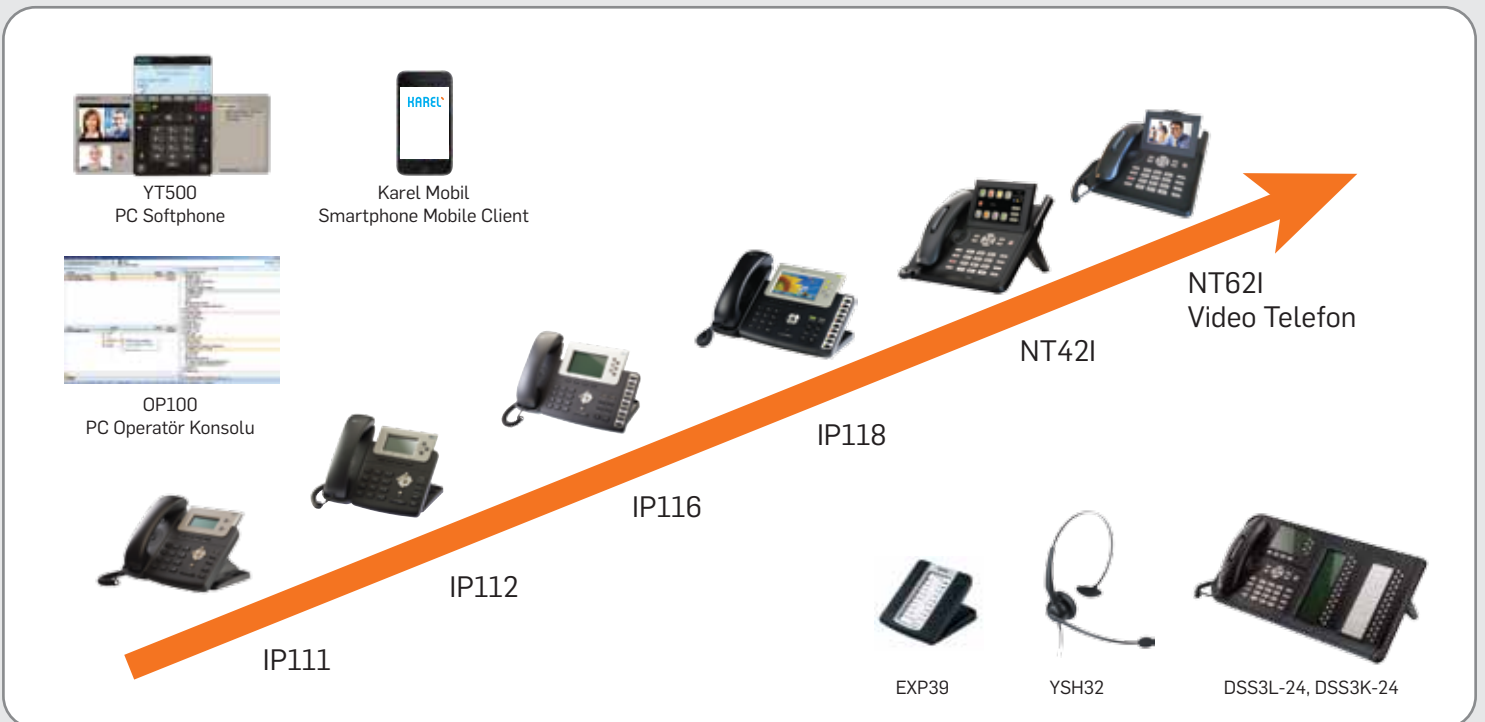 KAREL
YT500
PC Softphone
Karel Mobil
Smartphone Mobile Client
OP100
PC Operatör Konsolu
NT62I
Video Telefon
NT42I
IP118
IP116
IP112
IP111
EXP39
YSH32
DSS3L-24, DSS3K-24